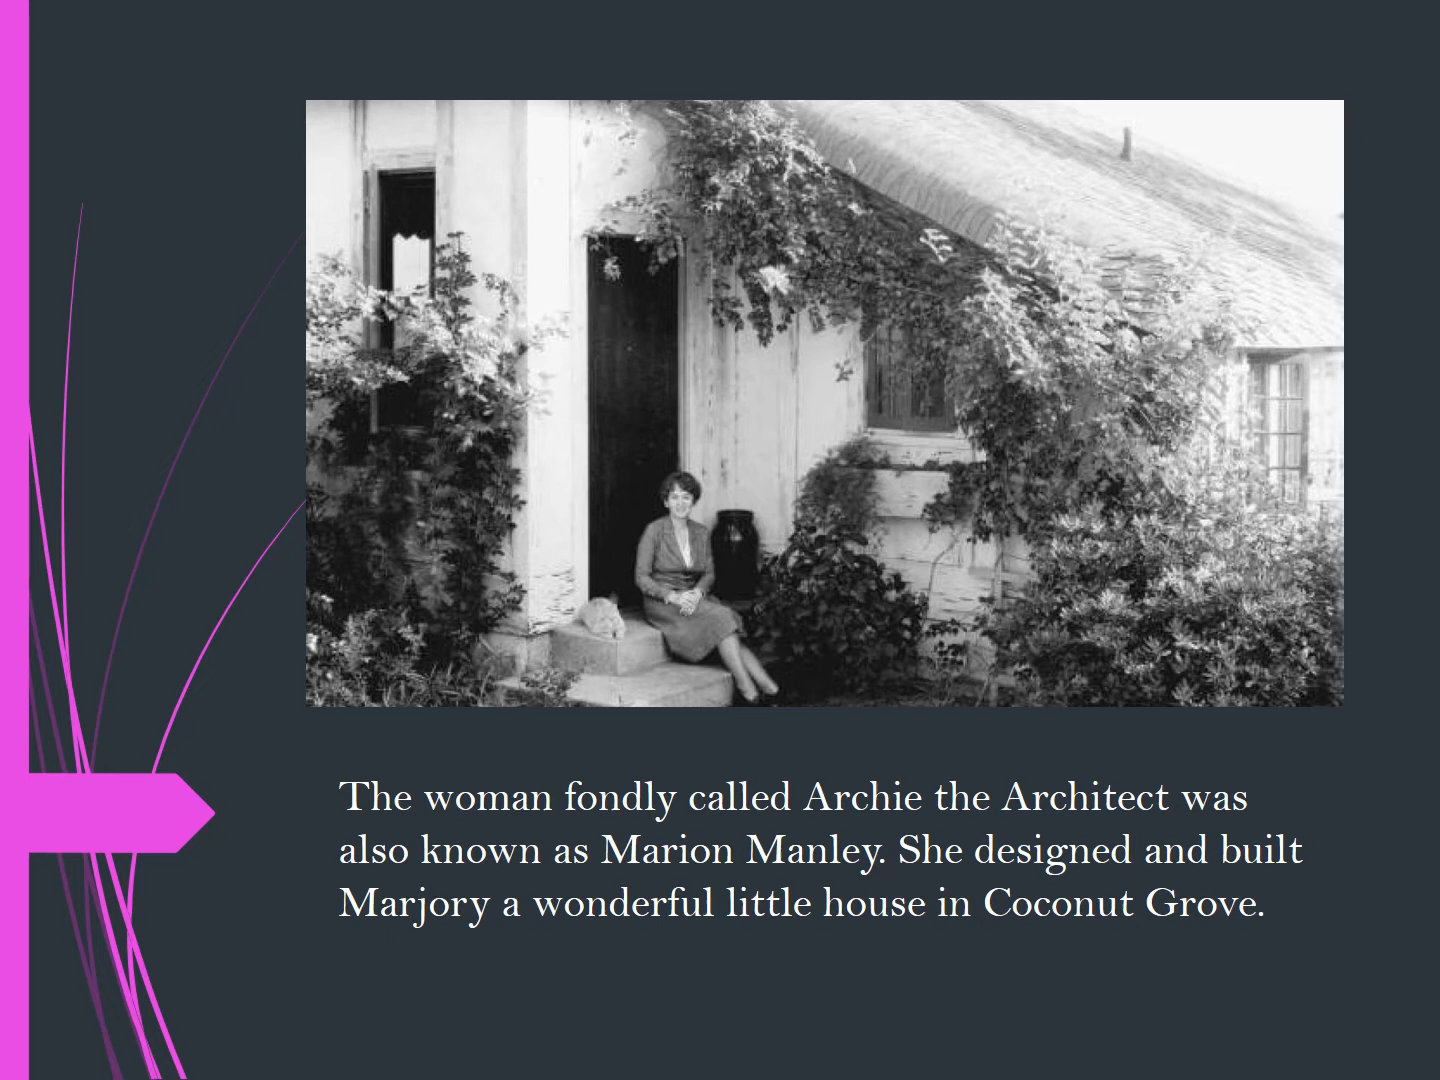 The woman fondly called Archie the Architect was
also known as Marion Manley. She designed and built
Marjory a wonderful little house in Coconut Grove.